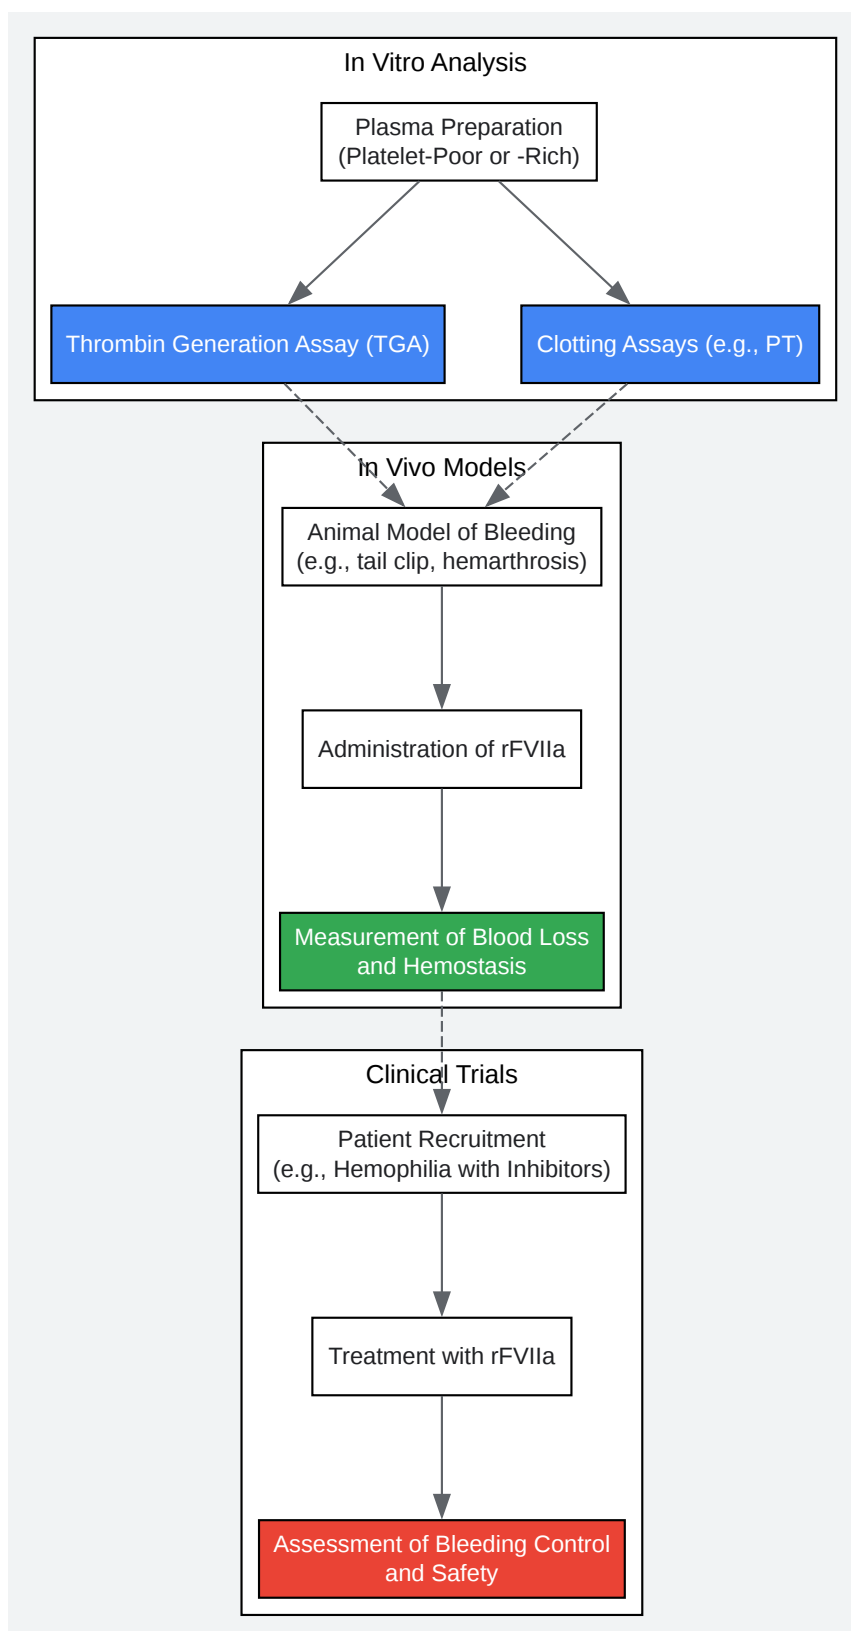 In Vitro Analysis
Plasma Preparation
(Platelet-Poor or -Rich)
Thrombin Generation Assay (TGA)
Clotting Assays (e.g., PT)
In Vivo Models
Animal Model of Bleeding
(e.g., tail clip, hemarthrosis)
Administration of rFVIIa
Measurement of Blood Loss
and Hemostasis
Clinical Trials
Patient Recruitment
(e.g., Hemophilia with Inhibitors)
Treatment with rFVIIa
Assessment of Bleeding Control
and Safety